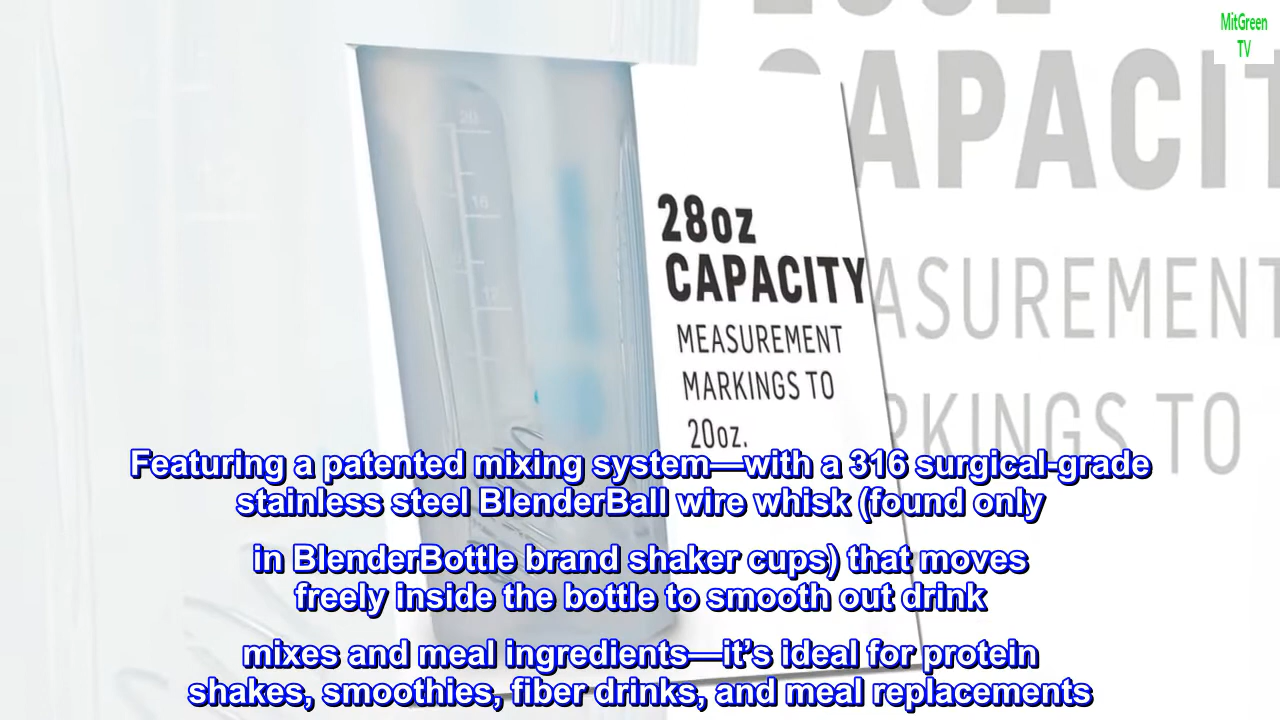 MitGreen
TV
CAPACIT
ASUREMENT
RKINGS TO
20
16
12
28oz
CAPACITY
MEASUREMENT
MARKINGS TO
20oz.
Featuring a patented mixing system—with a 316 surgical-grade
stainless steel BlenderBall wire whisk (found only
in BlenderBottle brand shaker cups) that moves
freely inside the bottle to smooth out drink
mixes and meal ingredients—it's ideal for protein
shakes, smoothies, fiber drinks, and meal replacements